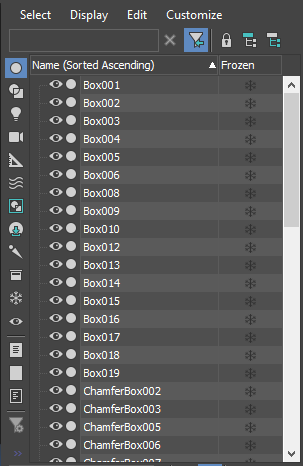 Select Display Edit Customize
Name (Sorted Ascending) Frozen
Box001
Box002
Box003
Box004
Box005
Box006
Box008
Box009
Box010
Box012
Box013
Box014
Box015
Box016
Box017
Box018
Box019
ChamferBox002
ChamferBox003
ChamferBox005
ChamferBox006